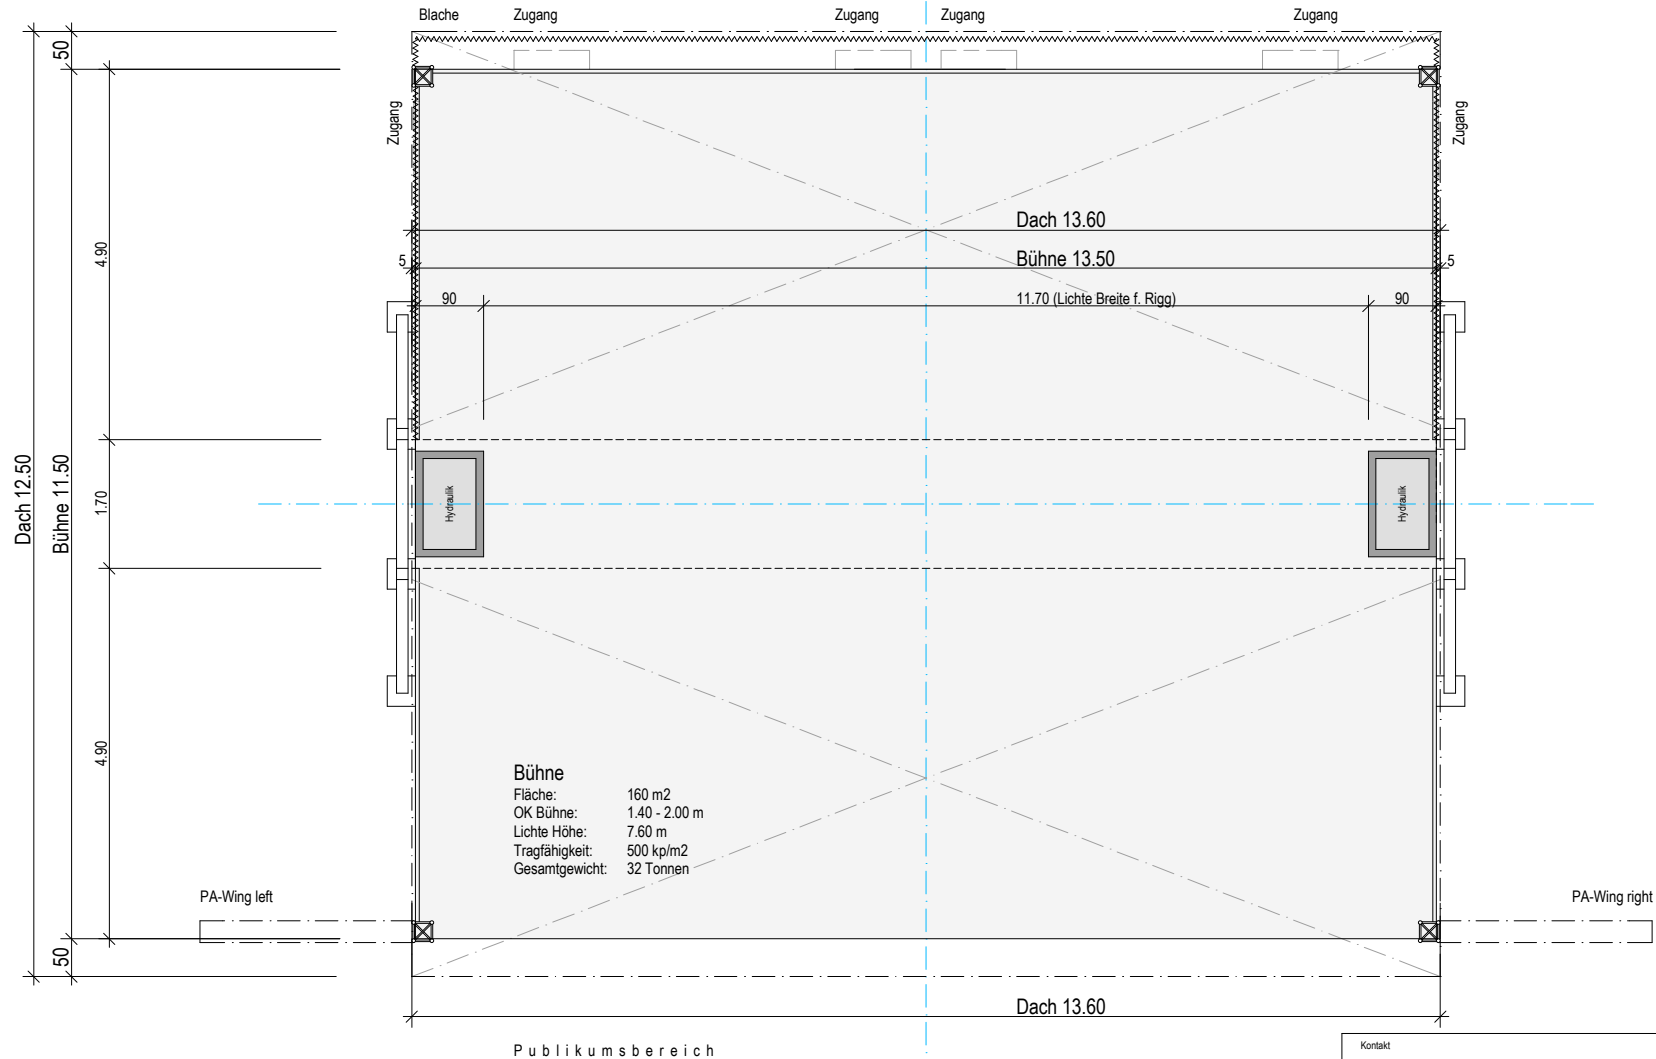 Blache Zugang Zugang Zugang Zugang
50
Zugang Zugang
Dach 13.60
4.90
5 Bühne 13.50 5
90 11.70 (Lichte Breite f. Rigg) 90
Dach 12.50
Bühne 11.50
1.70
Hydraulik Hydraulik
4.90
Bühne
Fläche: 160 m2
OK Bühne: 1.40 - 2.00 m
Lichte Höhe: 7.60 m
Tragfähigkeit: 500 kp/m2
Gesamtgewicht: 32 Tonnen
PA-Wing left PA-Wing right
50
Dach 13.60
Publikumsbereich
Kontakt